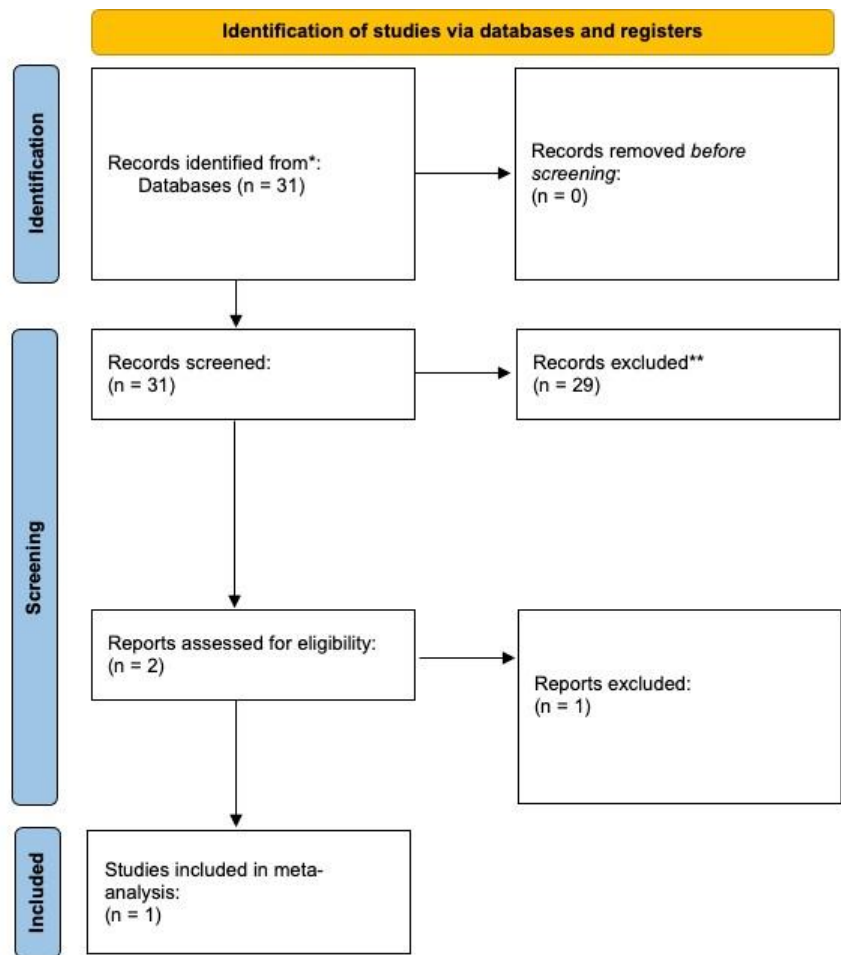 Identification of studies via databases and registers
Identification
Records identified from*:
Databases (n = 31)
Records removed before
screening:
(n = 0)
Screening
Records screened:
(n = 31)
Records excluded**
(n = 29)
Reports assessed for eligibility:
(n = 2)
Reports excluded:
(n = 1)
Included
Studies included in meta-
analysis:
(n = 1)